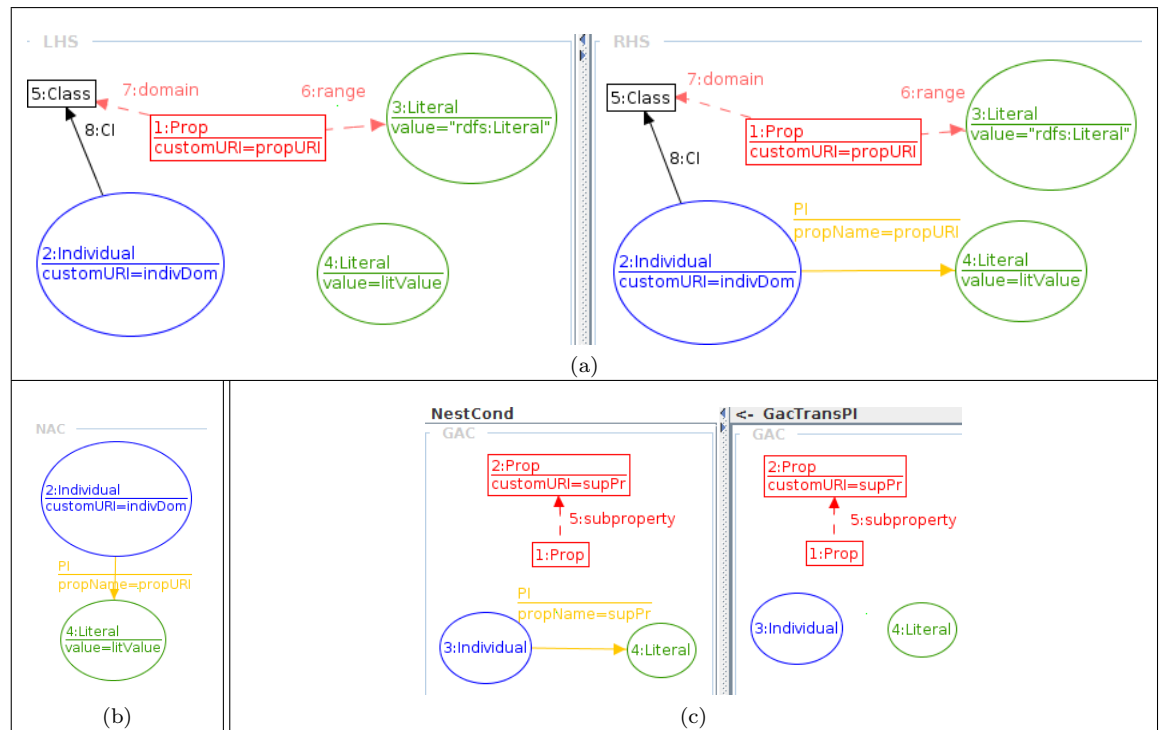 LHS
7:domain
5:Class
8:CI
6:range
1:Prop
customURI=propURI
3:Literal
value="rdfs:Literal"
2:Individual
customURI=indivDom
4:Literal
value=litValue
RHS
7:domain
5:Class
8:CI
6:range
1:Prop
customURI=propURI
3:Literal
value="rdfs:Literal"
PI
propName=propURI
2:Individual
customURI=indivDom
4:Literal
value=litValue
(a)
NAC
2:Individual
customURI=indivDom
PI
propName=propURI
4:Literal
value=litValue
(b)
NestCond
GAC
2:Prop
customURI=supPr
5:subproperty
1:Prop
PI
propName=supPr
3:Individual
4:Literal
<- GacTransPI
GAC
2:Prop
customURI=supPr
5:subproperty
1:Prop
3:Individual
4:Literal
(c)